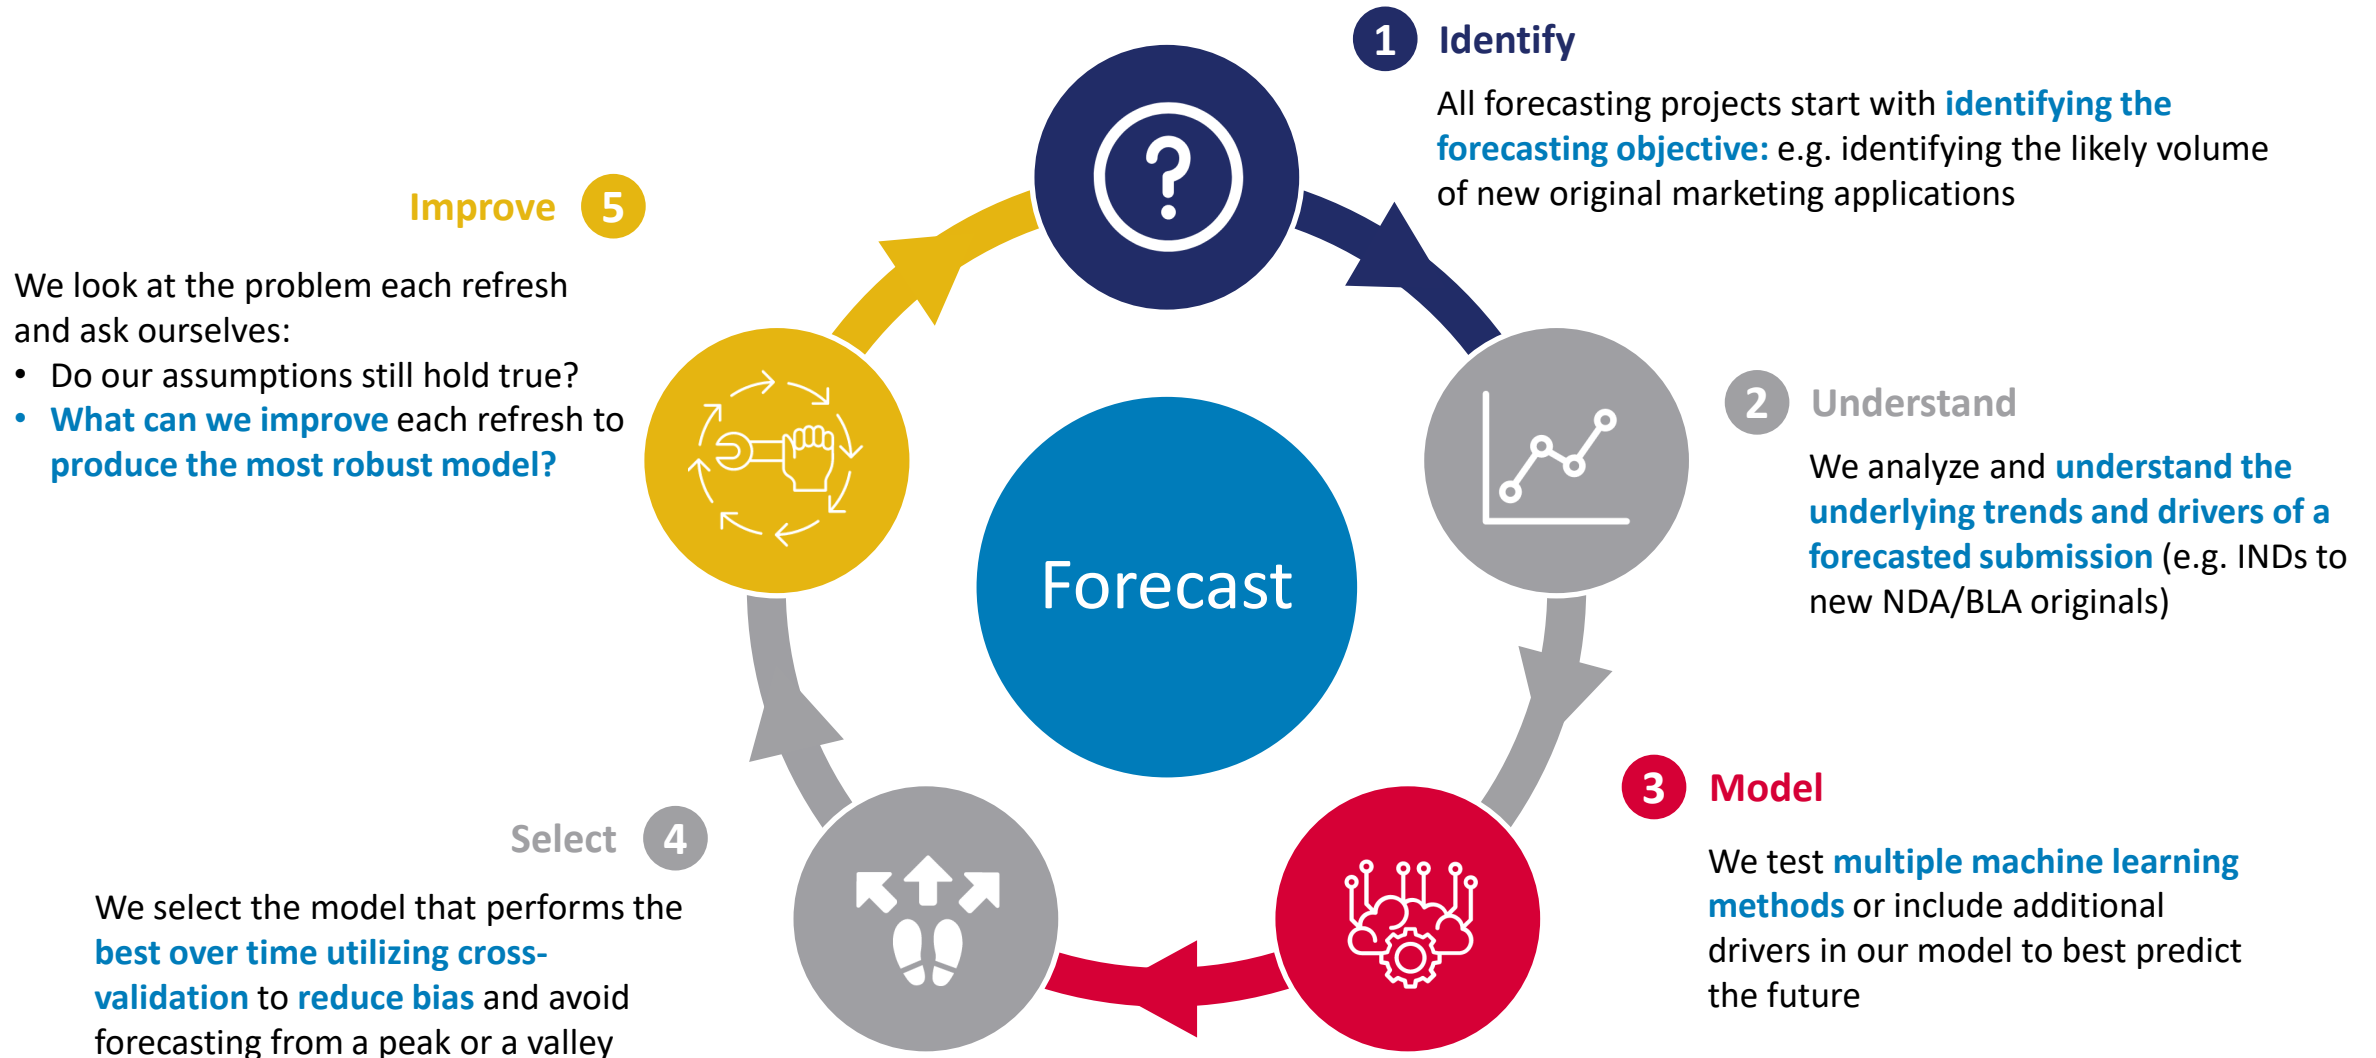 1 Identify
All forecasting projects start with identifying the
forecasting objective: e.g. identifying the likely volume
of new original marketing applications
2 Understand
We analyze and understand the
underlying trends and drivers of a
forecasted submission (e.g. INDs to
new NDA/BLA originals)
3 Model
We test multiple machine learning
methods or include additional
drivers in our model to best predict
the future
Select 4
We select the model that performs the
best over time utilizing cross-
validation to reduce bias and avoid
forecasting from a peak or a valley
Improve 5
We look at the problem each refresh
and ask ourselves:
• Do our assumptions still hold true?
• What can we improve each refresh to
produce the most robust model?
Forecast
?